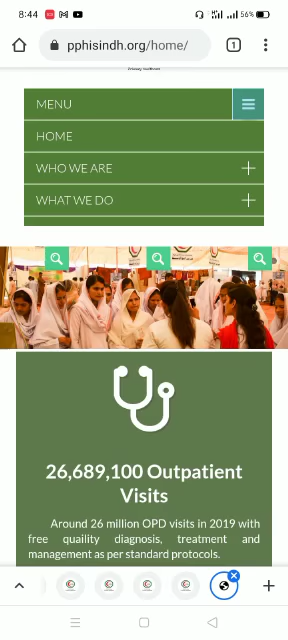 8:44
56%
pphisindh.org/home/
1
MENU
HOME
WHO WE ARE
WHAT WE DO
26,689,100 Outpatient
Visits
Around 26 million OPD visits in 2019 with
free quaility diagnosis, treatment and
management as per standard protocols.